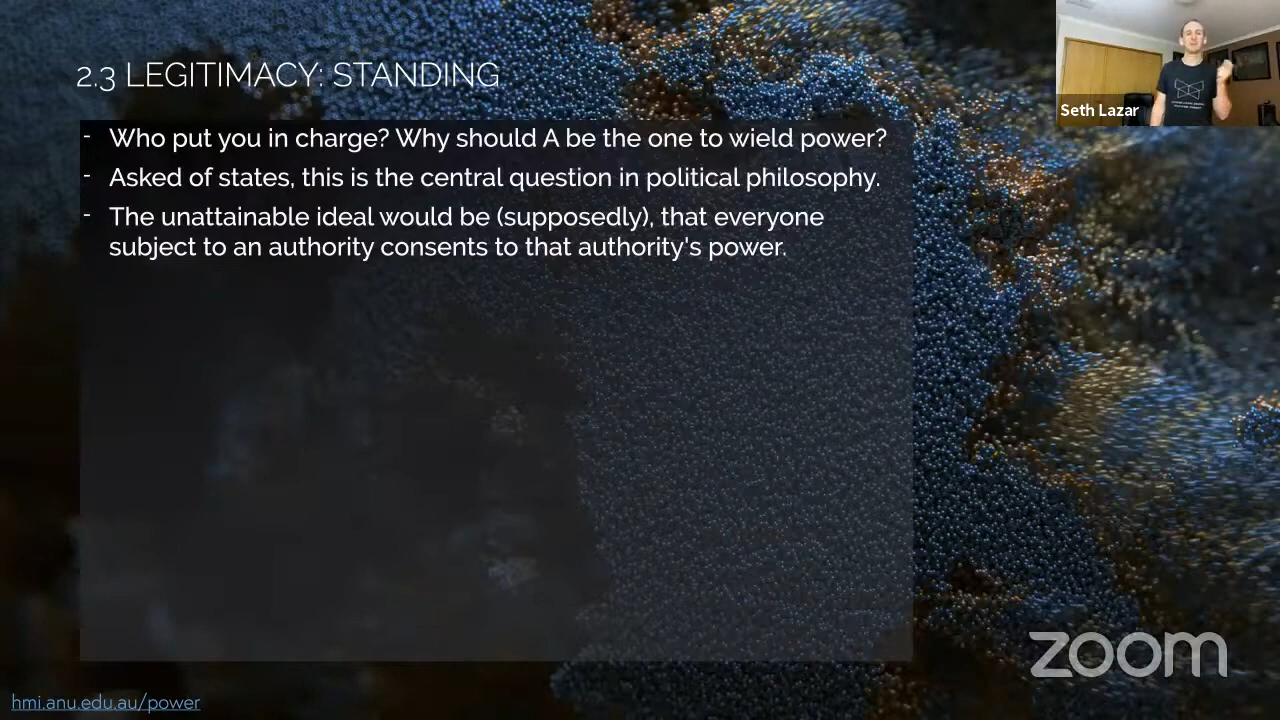 2.3 LEGITIMACY: STANDING
Seth Lazar
- Who put you in charge? Why should A be the one to wield power?
- Asked of states, this is the central question in political philosophy.
- The unattainable ideal would be (supposedly), that everyone
subject to an authority consents to that authority's power.
zoom
hmi.anu.edu.au/power